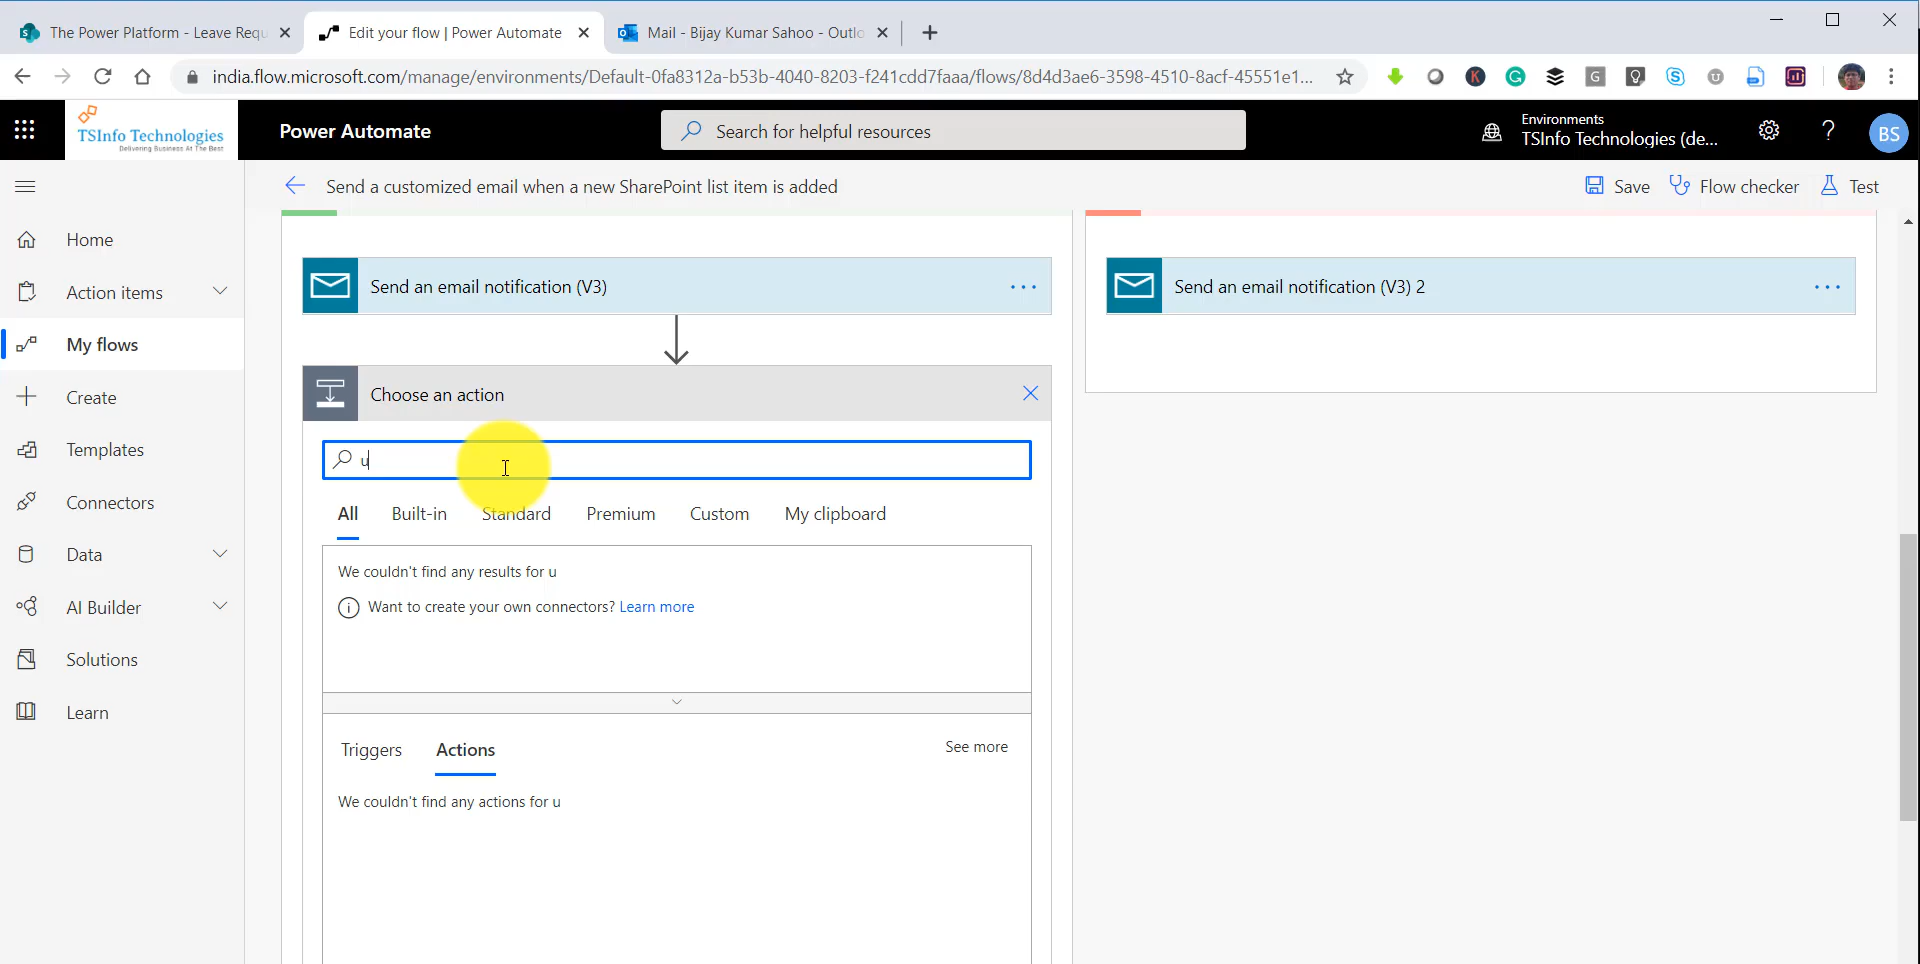 The Power Platform - Leave Requ
Edit your flow | Power Automate
Mail - Bijay Kumar Sahoo - Outlo
india.flow.microsoft.com/manage/environments/Default-0fa8312a-b53b-4040-8203-f241cdd7faaa/flows/8d4d3ae6-3598-4510-8acf-45551e1...
TSInfo Technologies
Delivering Business At The Best
Power Automate
Search for helpful resources
Environments
TSInfo Technologies (de...
BS
Send a customized email when a new SharePoint list item is added
Save
Flow checker
Test
Home
Action items
My flows
Create
Templates
Connectors
Data
AI Builder
Solutions
Learn
Send an email notification (V3)
Send an email notification (V3) 2
Choose an action
u
All
Built-in
Standard
Premium
Custom
My clipboard
We couldn't find any results for u
Want to create your own connectors? Learn more
Triggers
Actions
See more
We couldn't find any actions for u